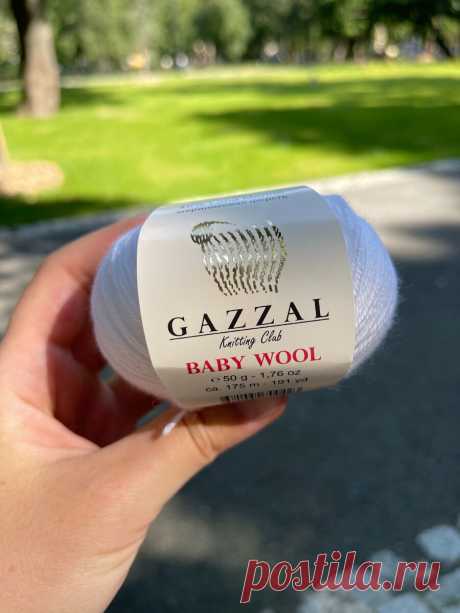 GAZZAL
Knitting Club
BABY WOOL
℮ 50 g - 1,76 oz
ca. 175 m - 191 yd
postila.ru